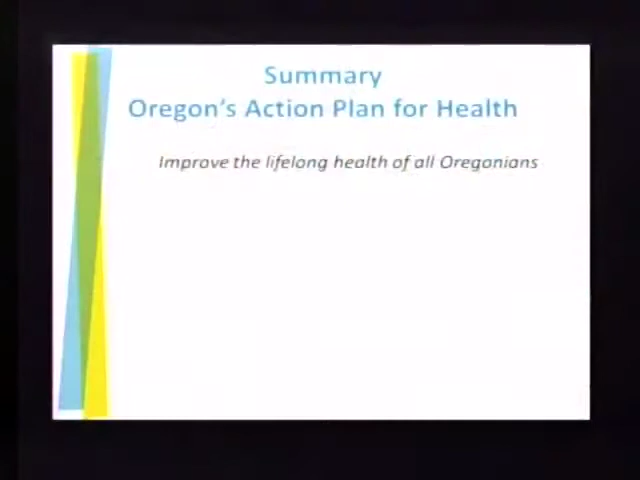 Summary
Oregon's Action Plan for Health
Improve the lifelong health of all Oregonians